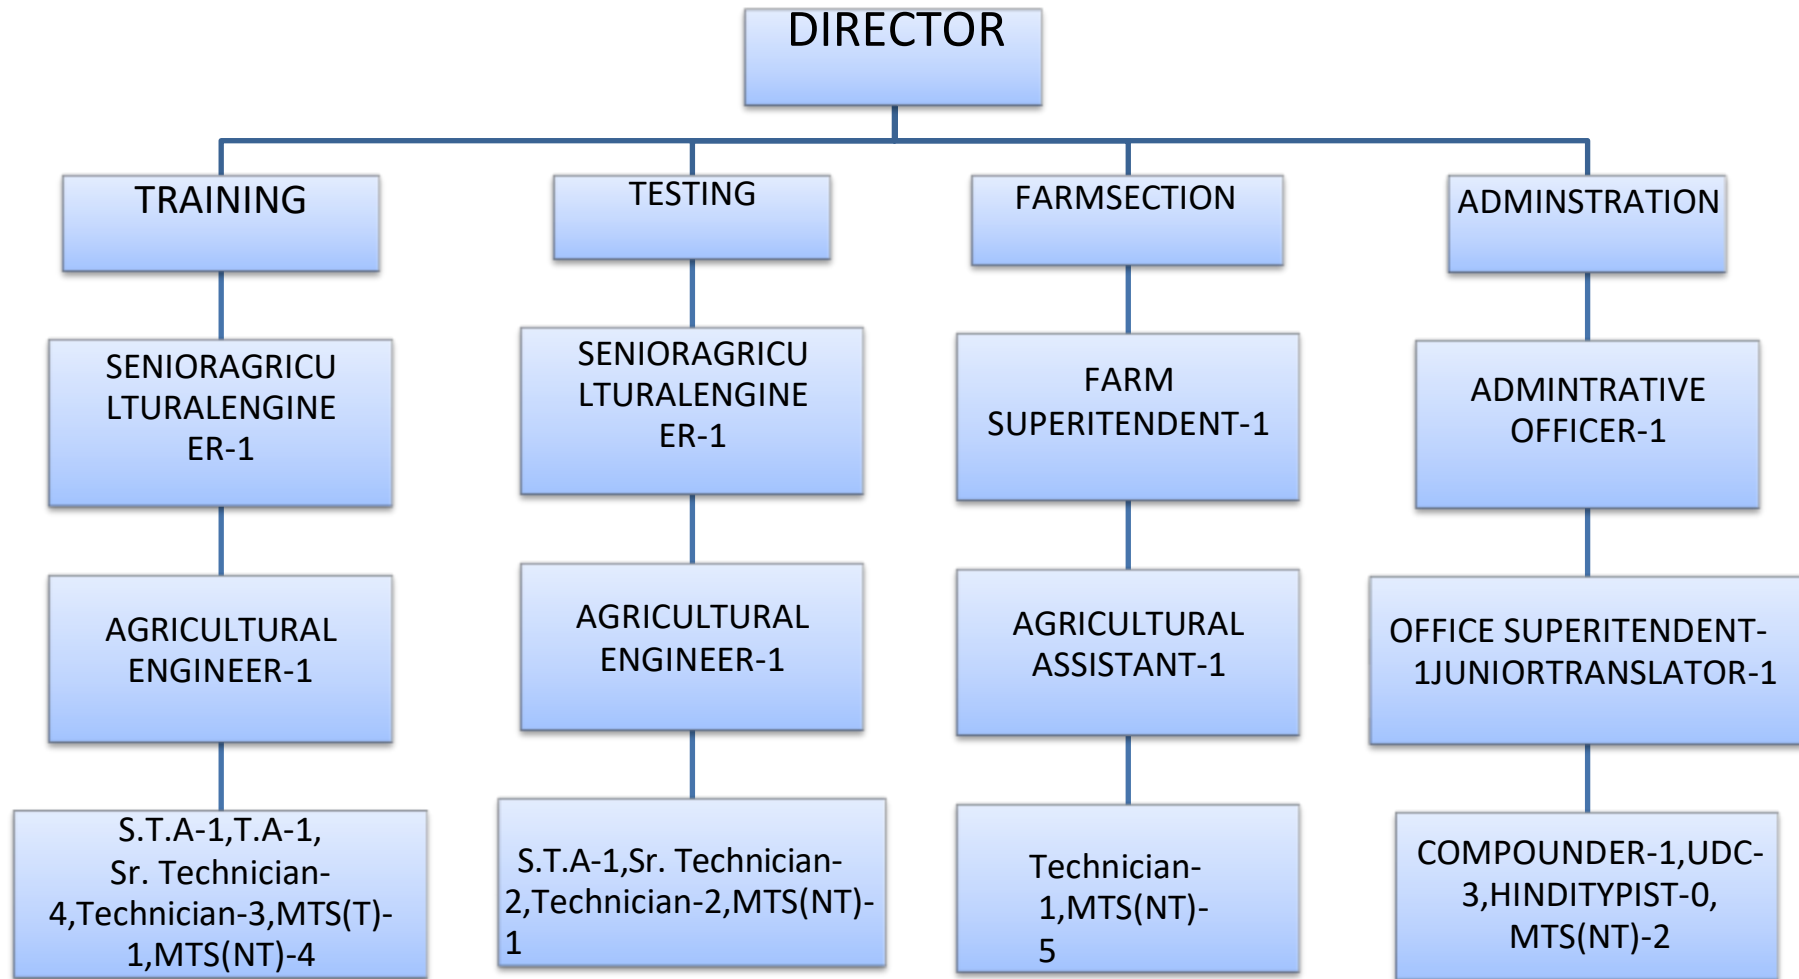 DIRECTOR
TRAINING
TESTING
FARMSECTION
ADMINSTRATION
SENIORAGRICU
LTURALENGINE
ER-1
SENIORAGRICU
LTURALENGINE
ER-1
FARM
SUPERITENDENT-1
ADMINTRATIVE
OFFICER-1
AGRICULTURAL
ENGINEER-1
AGRICULTURAL
ENGINEER-1
AGRICULTURAL
ASSISTANT-1
OFFICE SUPERITENDENT-
1JUNIORTRANSLATOR-1
S.T.A-1,T.A-1,
Sr. Technician-
4,Technician-3,MTS(T)-
1,MTS(NT)-4
S.T.A-1,Sr. Technician-
2,Technician-2,MTS(NT)-
1
Technician-
1,MTS(NT)-
5
COMPOUNDER-1,UDC-
3,HINDITYPIST-0,
MTS(NT)-2